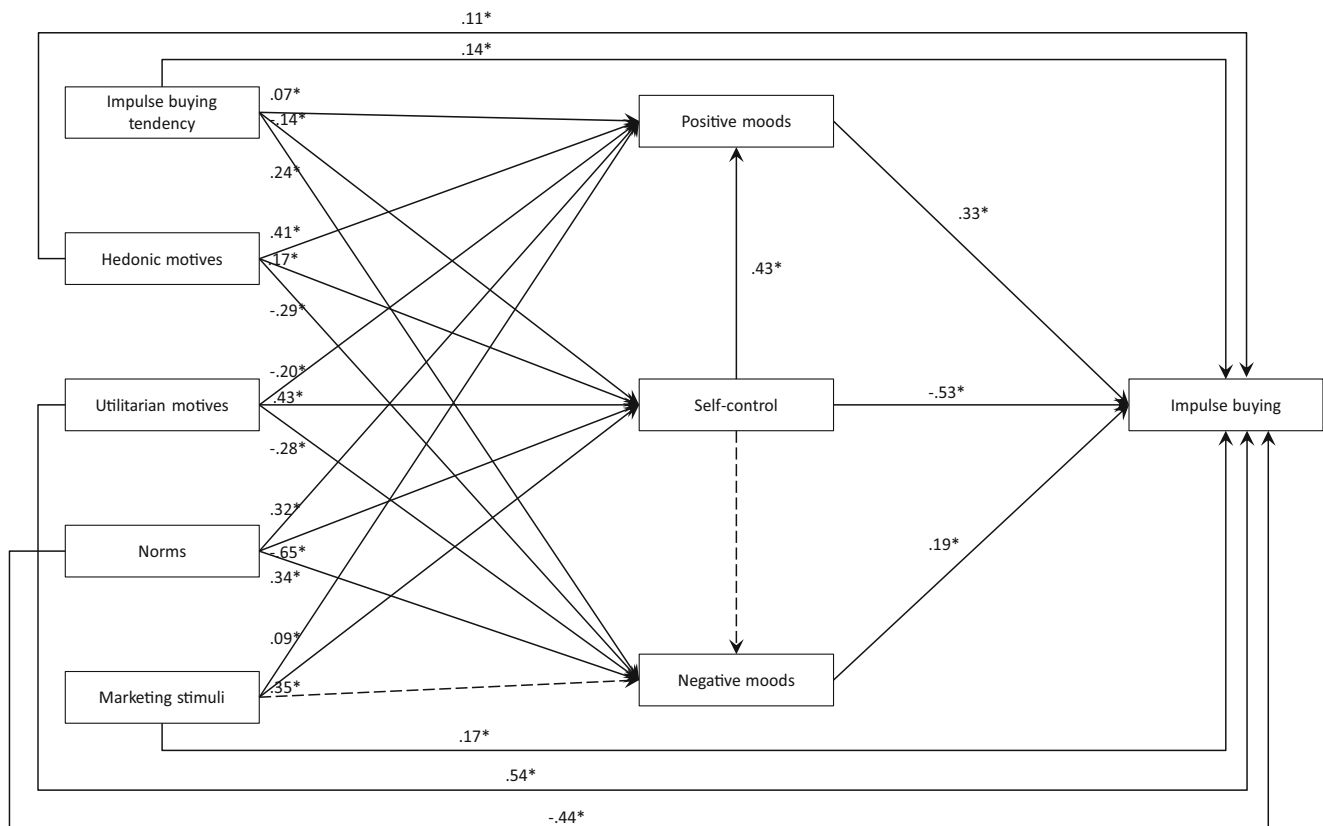 .11*
.14*
Impulse buying
tendency
.07*
-.14*
.24*
Positive moods
.33*
Hedonic motives
.41*
.17*
-.29*
.43*
Utilitarian motives
-.20*
.43*
-.28*
Self-control
-.53*
Impulse buying
Norms
.32*
-.65*
.34*
.19*
Marketing stimuli
.09*
.35*
Negative moods
.17*
.54*
-.44*